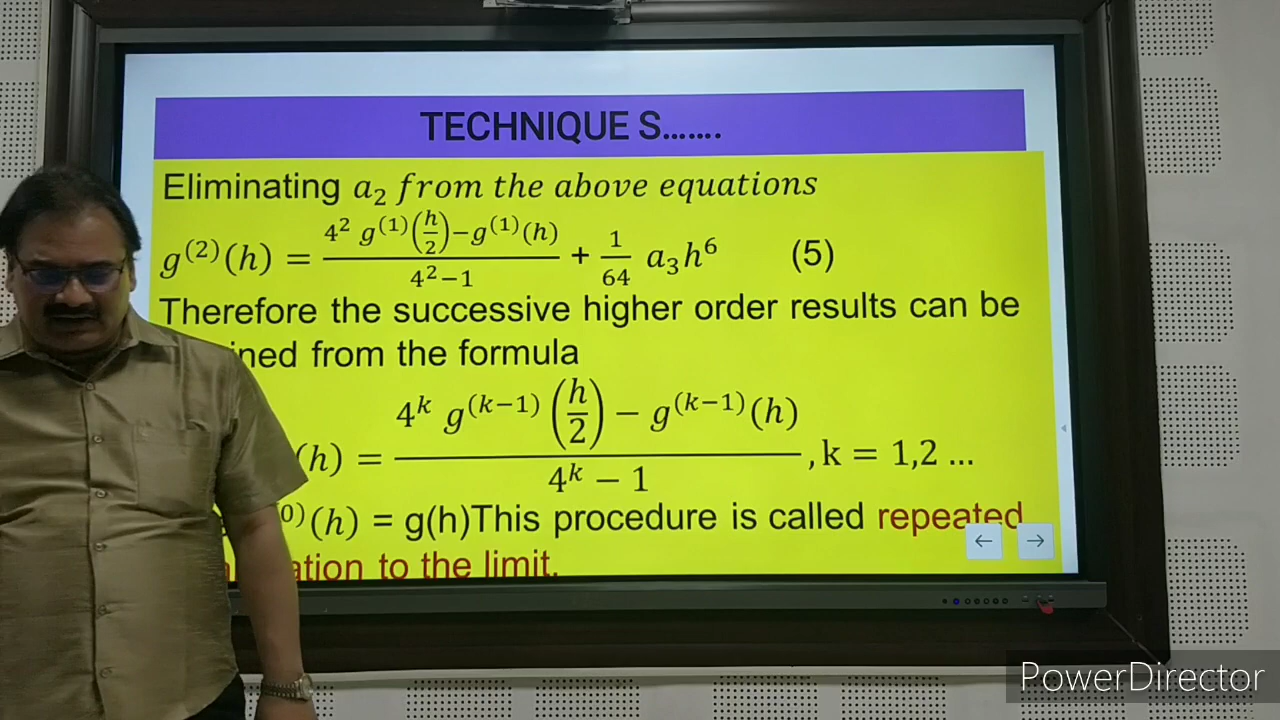 TECHNIQUE S.......
Eliminating a₂ from the above equations
g⁽²⁾(h) = (4² g⁽¹⁾(h/2) − g⁽¹⁾(h)) / (4² − 1) + 1/64 a₃h⁶ (5)
Therefore the successive higher order results can be
ined from the formula
(h) = (4ᵏ g⁽ᵏ⁻¹⁾(h/2) − g⁽ᵏ⁻¹⁾(h)) / (4ᵏ − 1) , k = 1,2 ...
⁰⁾(h) = g(h)This procedure is called repeated
ation to the limit.
PowerDirector